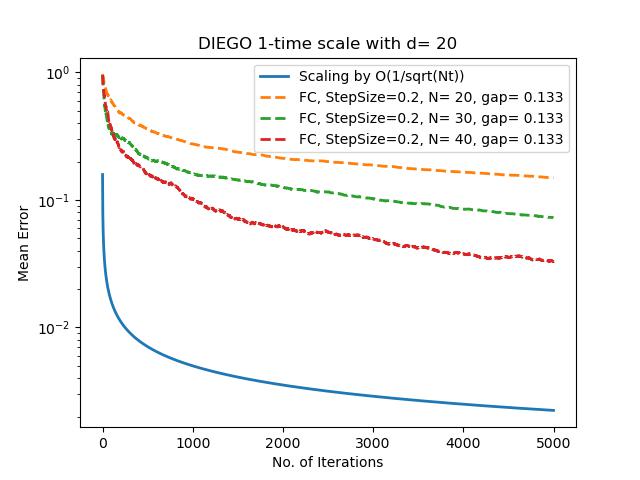 DIEGO 1-time scale with d= 20
Scaling by O(1/sqrt(Nt))
FC, StepSize=0.2, N= 20, gap= 0.133
FC, StepSize=0.2, N= 30, gap= 0.133
FC, StepSize=0.2, N= 40, gap= 0.133
Mean Error
10⁰
10⁻¹
10⁻²
0 1000 2000 3000 4000 5000
No. of Iterations